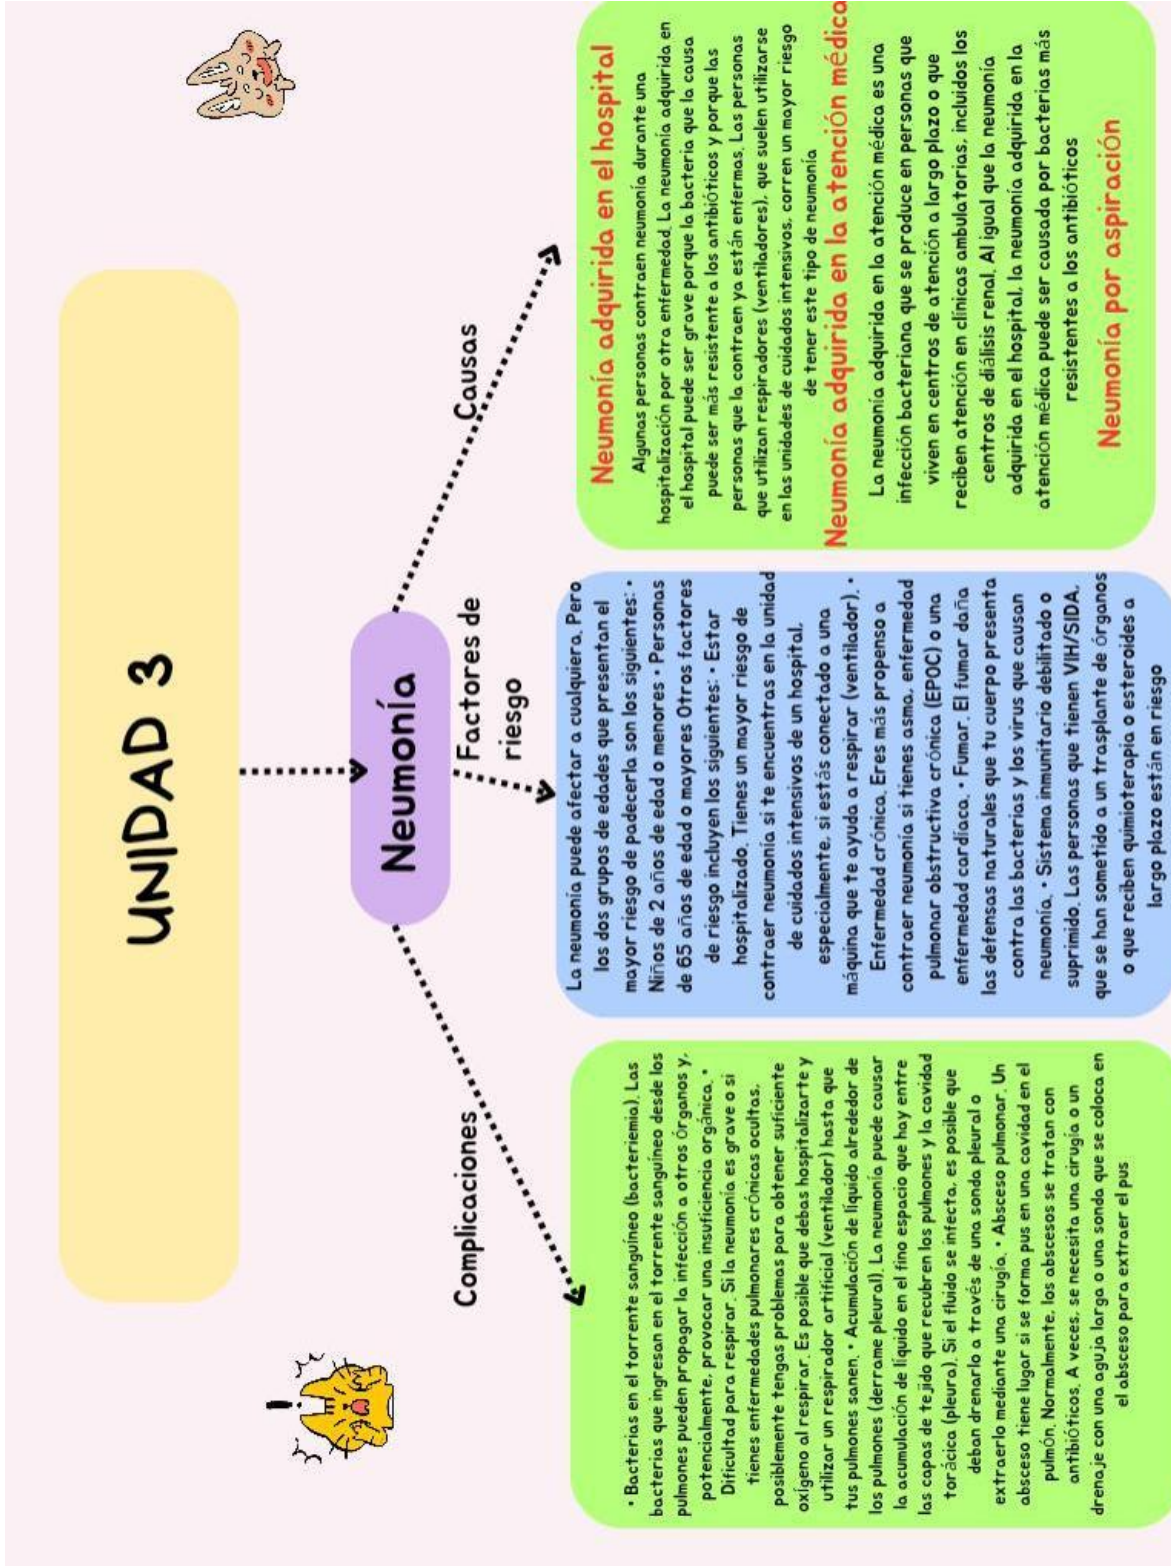 UNIDAD 3
Neumonía
Complicaciones
Factores de
riesgo
Causas
• Bacterias en el torrente sanguíneo (bacteriemia). Las
bacterias que ingresan en el torrente sanguíneo desde los
pulmones pueden propagar la infección a otros órganos y,
potencialmente, provocar una insuficiencia orgánica. •
Dificultad para respirar. Si la neumonía es grave o si
tienes enfermedades pulmonares crónicas ocultas,
posiblemente tengas problemas para obtener suficiente
oxígeno al respirar. Es posible que debas hospitalizarte y
utilizar un respirador artificial (ventilador) hasta que
tus pulmones sanen. • Acumulación de líquido alrededor de
los pulmones (derrame pleural). La neumonía puede causar
la acumulación de líquido en el fino espacio que hay entre
las capas de tejido que recubren los pulmones y la cavidad
torácica (pleura). Si el fluido se infecta, es posible que
deban drenarlo a través de una sonda pleural o
extraerlo mediante una cirugía. • Absceso pulmonar. Un
absceso tiene lugar si se forma pus en una cavidad en el
pulmón. Normalmente, los abscesos se tratan con
antibióticos. A veces, se necesita una cirugía o un
drenaje con una aguja larga o una sonda que se coloca en
el absceso para extraer el pus
La neumonía puede afectar a cualquiera. Pero
los dos grupos de edades que presentan el
mayor riesgo de padecerla son los siguientes: •
Niños de 2 años de edad o menores • Personas
de 65 años de edad o mayores Otros factores
de riesgo incluyen los siguientes: • Estar
hospitalizado. Tienes un mayor riesgo de
contraer neumonía si te encuentras en la unidad
de cuidados intensivos de un hospital,
especialmente, si estás conectado a una
máquina que te ayuda a respirar (ventilador). •
Enfermedad crónica. Eres más propenso a
contraer neumonía si tienes asma, enfermedad
pulmonar obstructiva crónica (EPOC) o una
enfermedad cardíaca. • Fumar. El fumar daña
las defensas naturales que tu cuerpo presenta
contra las bacterias y los virus que causan
neumonía. • Sistema inmunitario debilitado o
suprimido. Las personas que tienen VIH/SIDA,
que se han sometido a un trasplante de órganos
o que reciben quimioterapia o esteroides a
largo plazo están en riesgo
Neumonía adquirida en el hospital
Algunas personas contraen neumonía durante una
hospitalización por otra enfermedad. La neumonía adquirida en
el hospital puede ser grave porque la bacteria que la causa
puede ser más resistente a los antibióticos y porque las
personas que la contraen ya están enfermas. Las personas
que utilizan respiradores (ventiladores), que suelen utilizarse
en las unidades de cuidados intensivos, corren un mayor riesgo
de tener este tipo de neumonía
Neumonía adquirida en la atención médica
La neumonía adquirida en la atención médica es una
infección bacteriana que se produce en personas que
viven en centros de atención a largo plazo o que
reciben atención en clínicas ambulatorias, incluidos los
centros de diálisis renal. Al igual que la neumonía
adquirida en el hospital, la neumonía adquirida en la
atención médica puede ser causada por bacterias más
resistentes a los antibióticos
Neumonía por aspiración